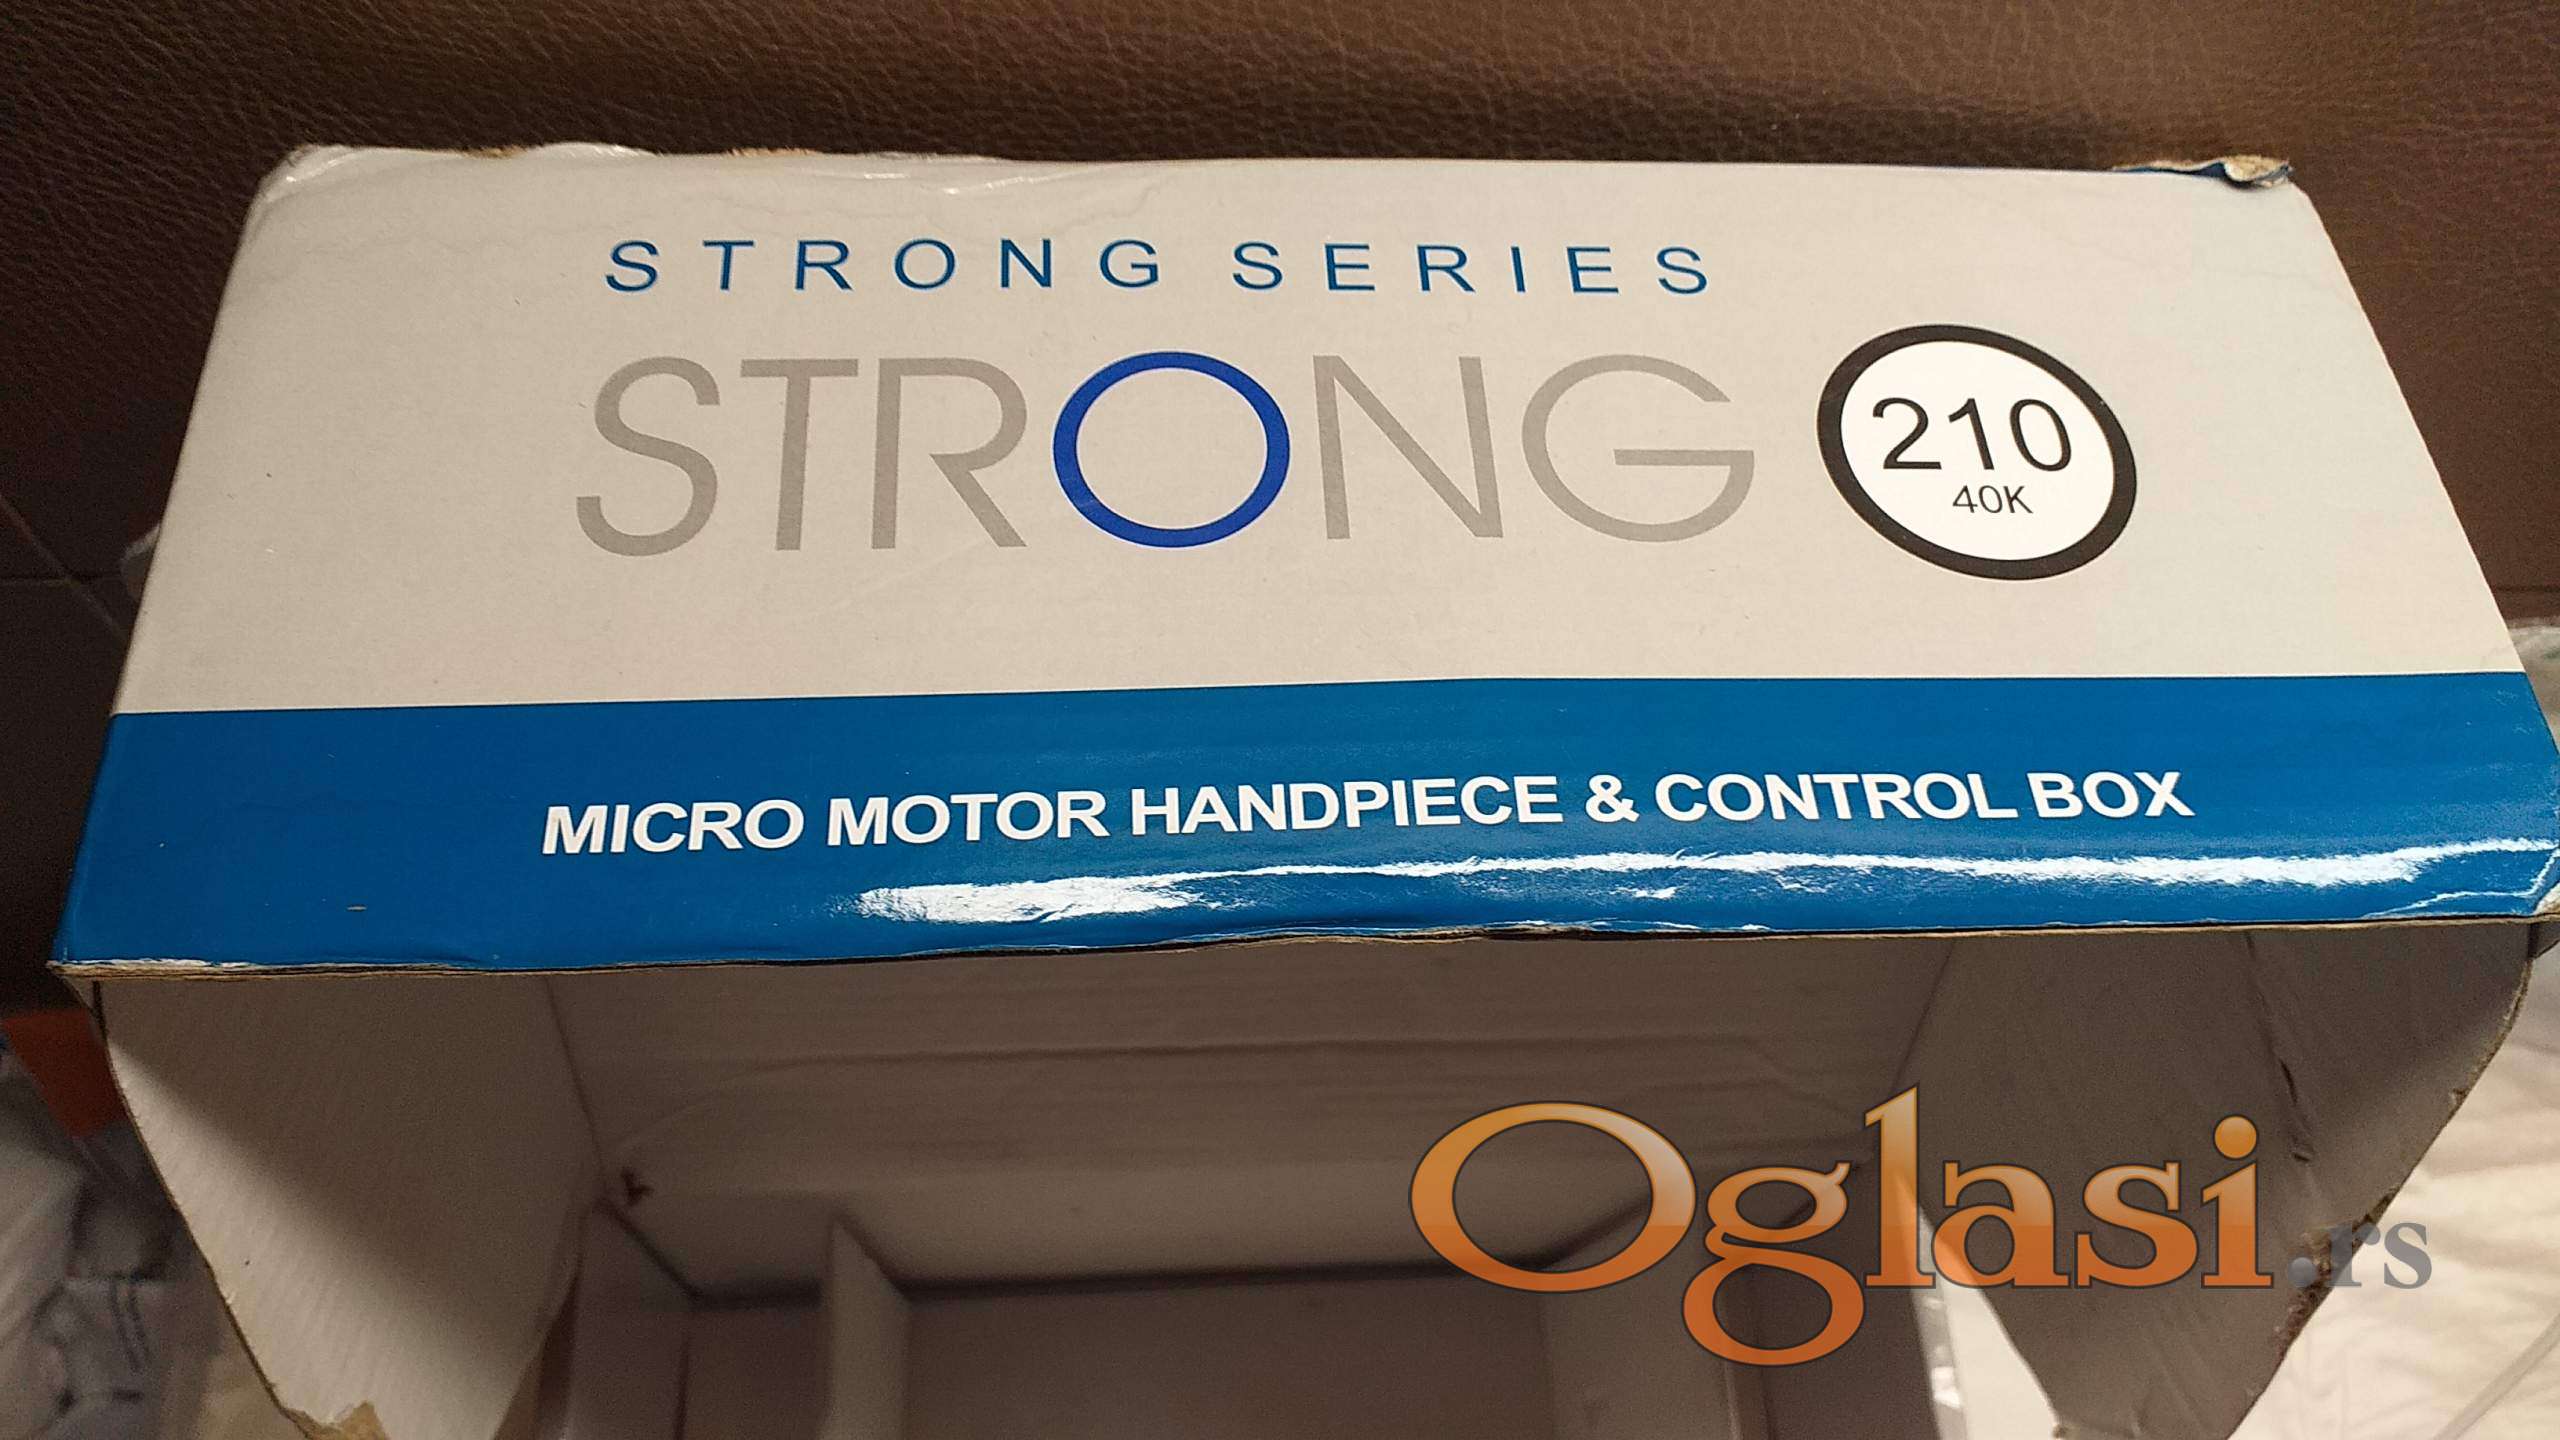 STRONG SERIES
STRONG 210
40K
MICRO MOTOR HANDPIECE & CONTROL BOX
Oglasi.rs